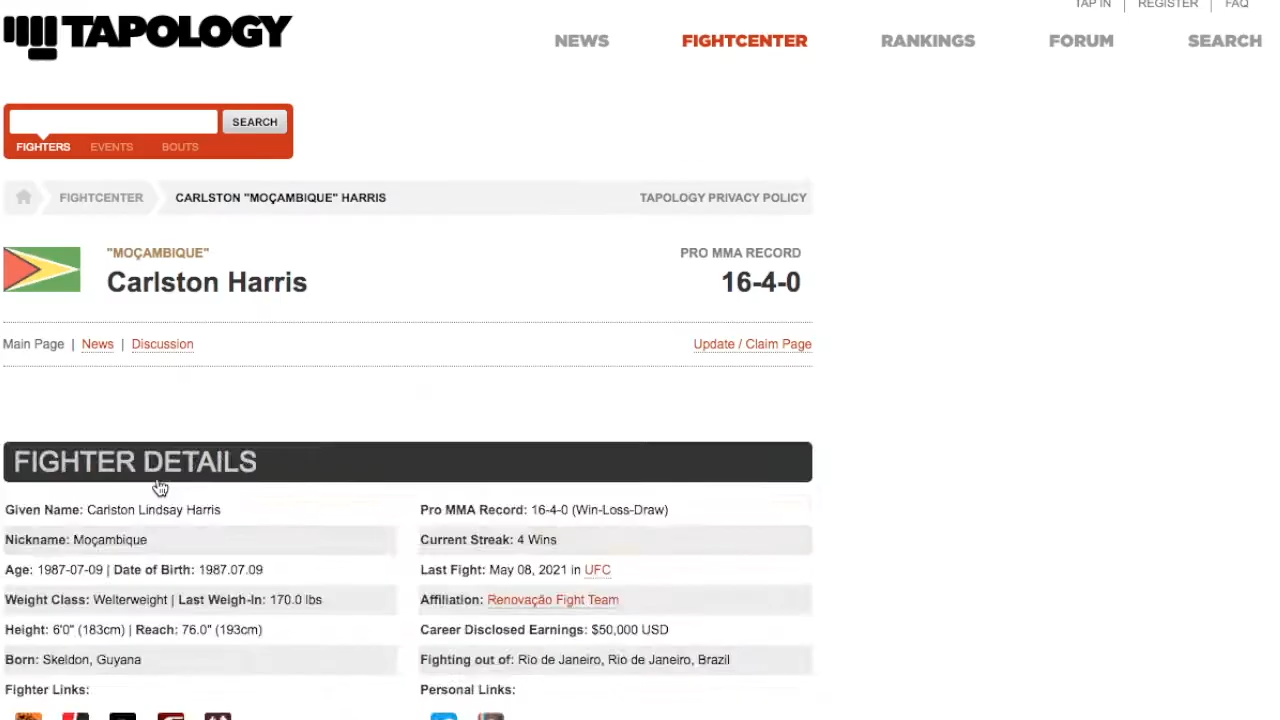 TAP IN | REGISTER | FAQ
TAPOLOGY
NEWS FIGHTCENTER RANKINGS FORUM SEARCH
SEARCH
FIGHTERS EVENTS BOUTS
FIGHTCENTER CARLSTON "MOÇAMBIQUE" HARRIS TAPOLOGY PRIVACY POLICY
"MOÇAMBIQUE" PRO MMA RECORD
Carlston Harris 16-4-0
Main Page | News | Discussion Update / Claim Page
FIGHTER DETAILS
Given Name: Carlston Lindsay Harris Pro MMA Record: 16-4-0 (Win-Loss-Draw)
Nickname: Moçambique Current Streak: 4 Wins
Age: 1987-07-09 | Date of Birth: 1987.07.09 Last Fight: May 08, 2021 in UFC
Weight Class: Welterweight | Last Weigh-In: 170.0 lbs Affiliation: Renovação Fight Team
Height: 6'0" (183cm) | Reach: 76.0" (193cm) Career Disclosed Earnings: $50,000 USD
Born: Skeldon, Guyana Fighting out of: Rio de Janeiro, Rio de Janeiro, Brazil
Fighter Links: Personal Links: